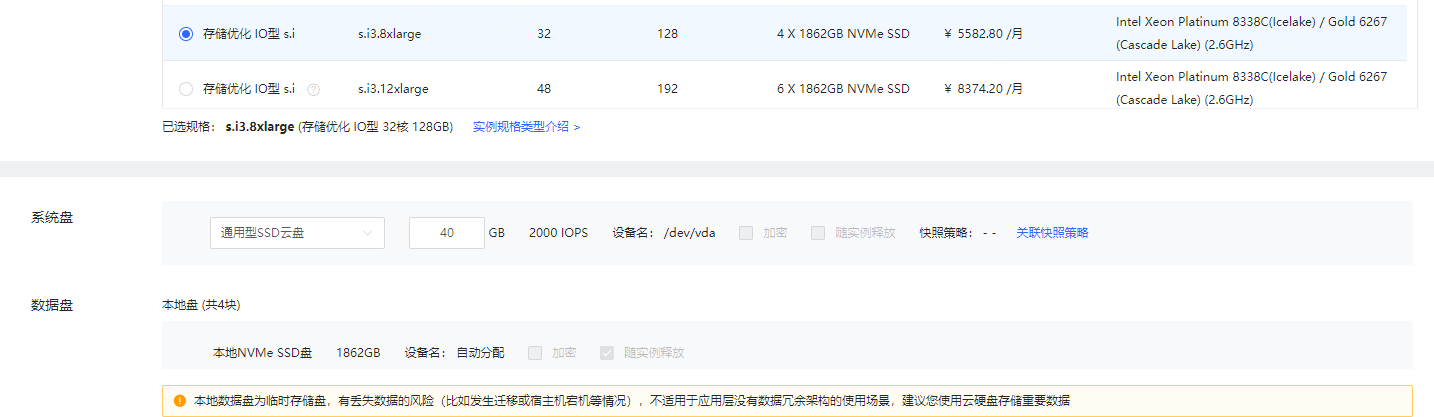 存储优化 IO型 s.i s.i3.8xlarge 32 128 4 X 1862GB NVMe SSD ¥ 5582.80 /月 Intel Xeon Platinum 8338C(Icelake) / Gold 6267
(Cascade Lake) (2.6GHz)
存储优化 IO型 s.i s.i3.12xlarge 48 192 6 X 1862GB NVMe SSD ¥ 8374.20 /月 Intel Xeon Platinum 8338C(Icelake) / Gold 6267
(Cascade Lake) (2.6GHz)
已选规格： s.i3.8xlarge (存储优化 IO型 32核 128GB) 实例规格类型介绍 >
系统盘 通用型SSD云盘 40 GB 2000 IOPS 设备名： /dev/vda 加密 随实例释放 快照策略： - - 关联快照策略
数据盘 本地盘 (共4块)
本地NVMe SSD盘 1862GB 设备名： 自动分配 加密 随实例释放
本地数据盘为临时存储盘，有丢失数据的风险（比如发生迁移或宿主机宕机等情况），不适用于应用层没有数据冗余架构的使用场景，建议您使用云硬盘存储重要数据